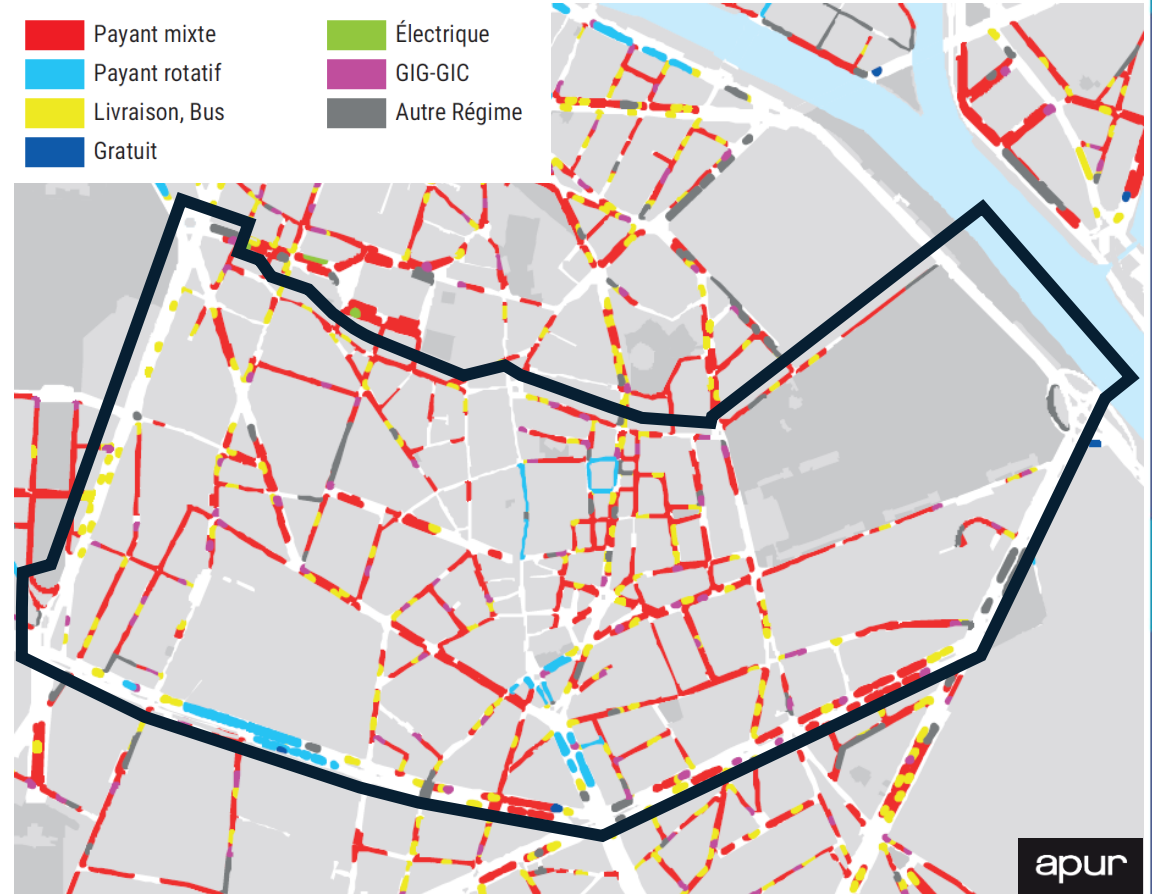 Payant mixte
Payant rotatif
Livraison, Bus
Gratuit
Électrique
GIG-GIC
Autre Régime
apur